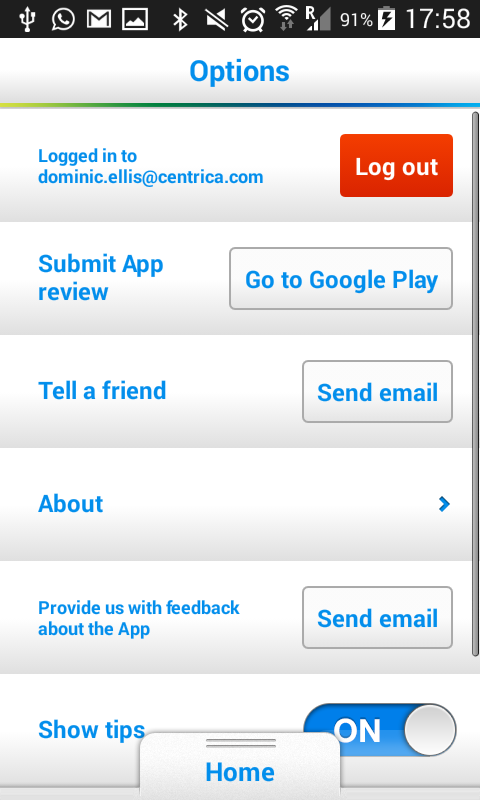 R 91% 17:58
Options
Logged in to
dominic.ellis@centrica.com
Log out
Submit App
review
Go to Google Play
Tell a friend
Send email
About
Provide us with feedback
about the App
Send email
Show tips
ON
Home